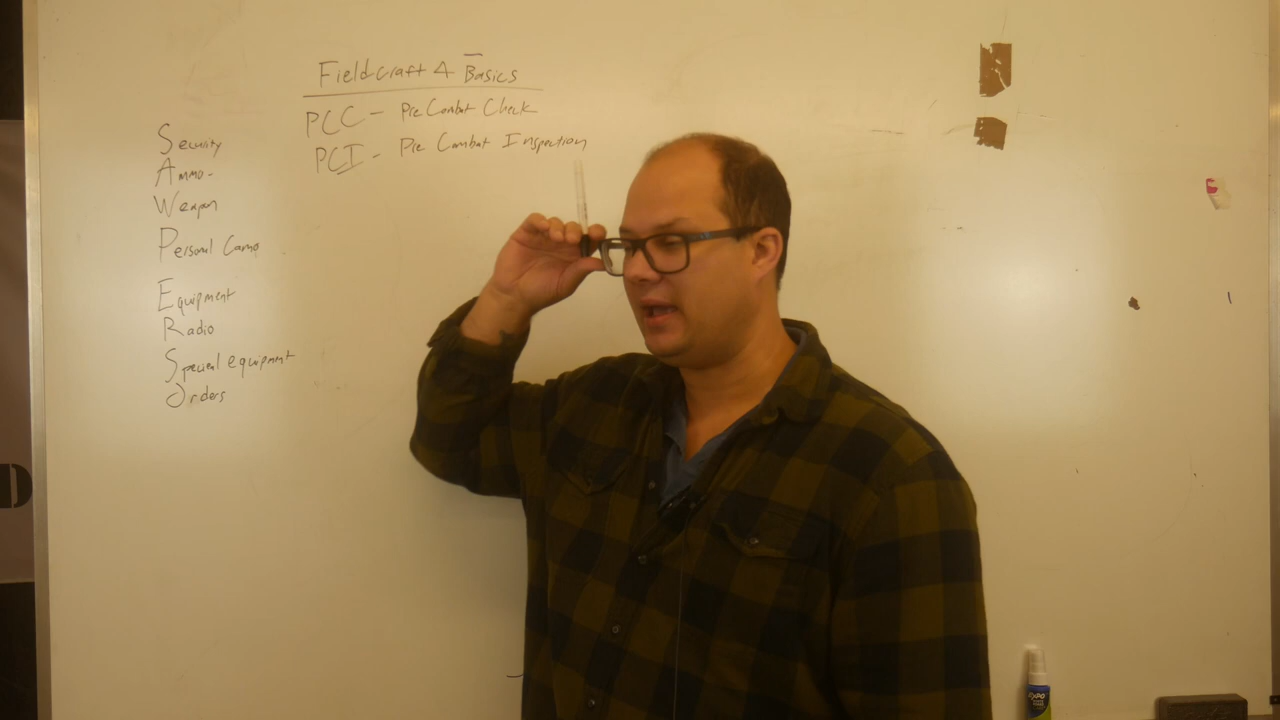 Fieldcraft 4 Basics
PCC - Pre Combat Check
PCI - Pre Combat Inspection
Security
Ammo -
Weapon
Personal Camo
Equipment
Radio
Special equipment
Orders
D
EXPO